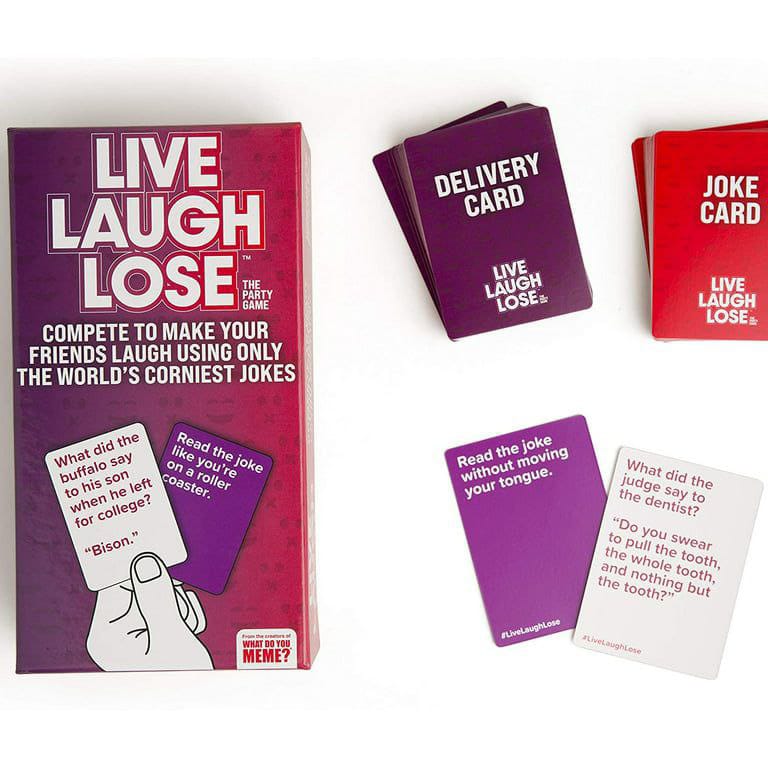 LIVE
LAUGH
LOSE™
THE
PARTY
GAME
COMPETE TO MAKE YOUR
FRIENDS LAUGH USING ONLY
THE WORLD'S CORNIEST JOKES
What did the
buffalo say
to his son
when he left
for college?
"Bison."
Read the joke
like you're
on a roller
coaster.
From the creators of
WHAT DO YOU
MEME?®
DELIVERY
CARD
LIVE
LAUGH
LOSE
JOKE
CARD
LIVE
LAUGH
LOSE
Read the joke
without moving
your tongue.
#LiveLaughLose
What did the
judge say to
the dentist?
"Do you swear
to pull the tooth,
the whole tooth,
and nothing but
the tooth?"
#LiveLaughLose